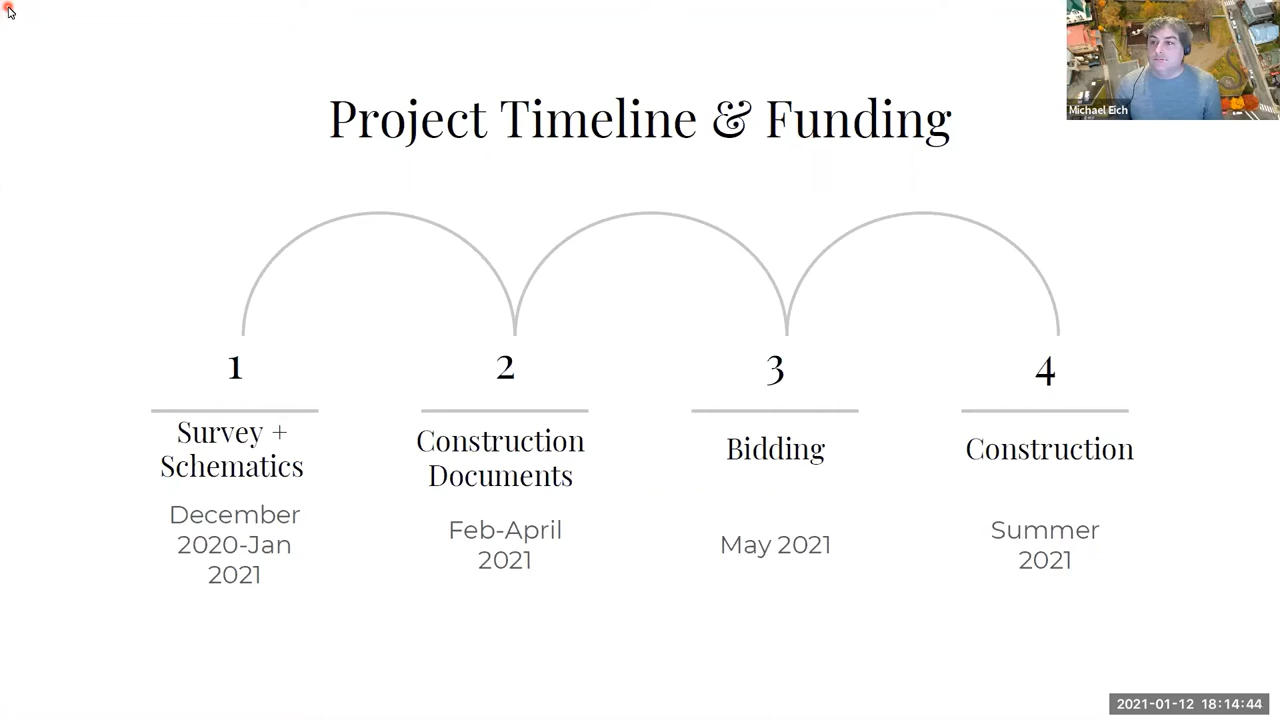 Project Timeline & Funding
Michael Eich
1
Survey +
Schematics
December
2020-Jan
2021
2
Construction
Documents
Feb-April
2021
3
Bidding
May 2021
4
Construction
Summer
2021
2021-01-12 18:14:44